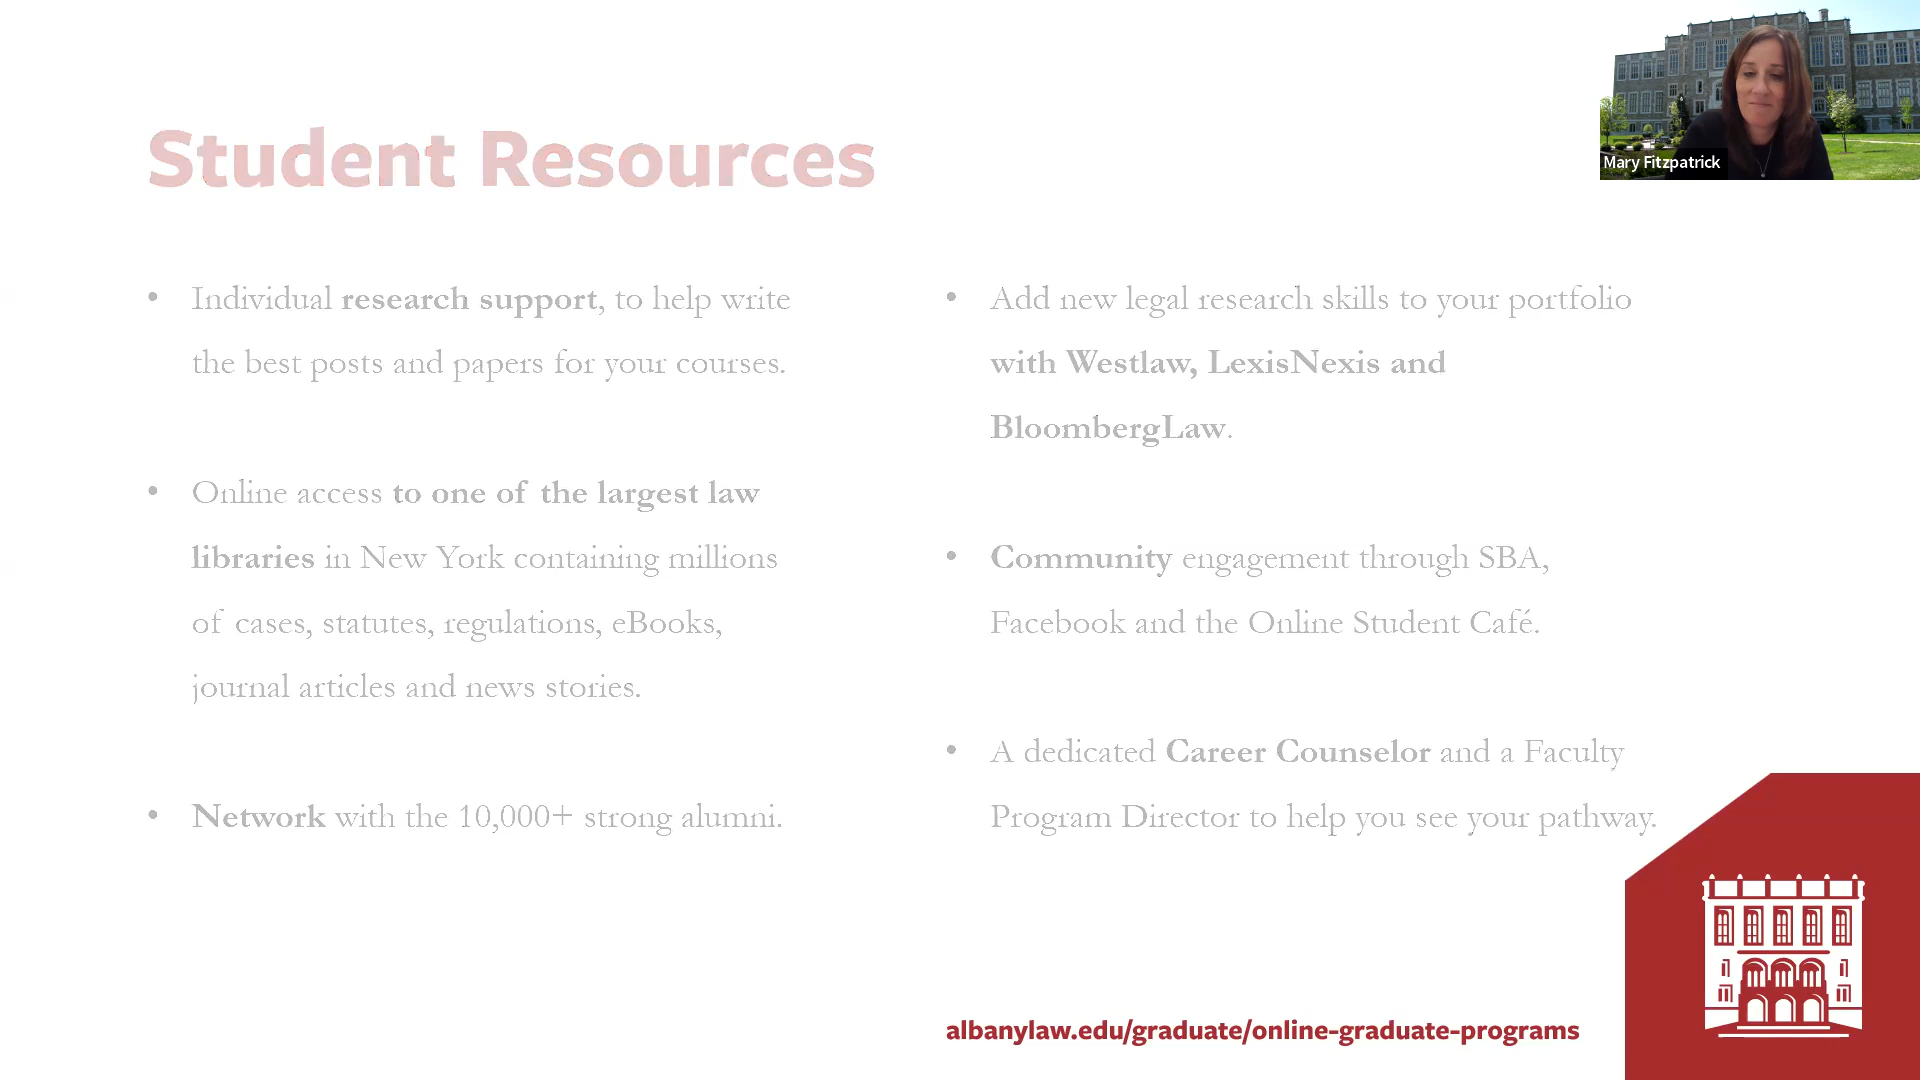 Student Resources
• Individual research support, to help write
the best posts and papers for your courses.
• Online access to one of the largest law
libraries in New York containing millions
of cases, statutes, regulations, eBooks,
journal articles and news stories.
• Network with the 10,000+ strong alumni.
• Add new legal research skills to your portfolio
with Westlaw, LexisNexis and
BloombergLaw.
• Community engagement through SBA,
Facebook and the Online Student Café.
• A dedicated Career Counselor and a Faculty
Program Director to help you see your pathway.
albanylaw.edu/graduate/online-graduate-programs
Mary Fitzpatrick